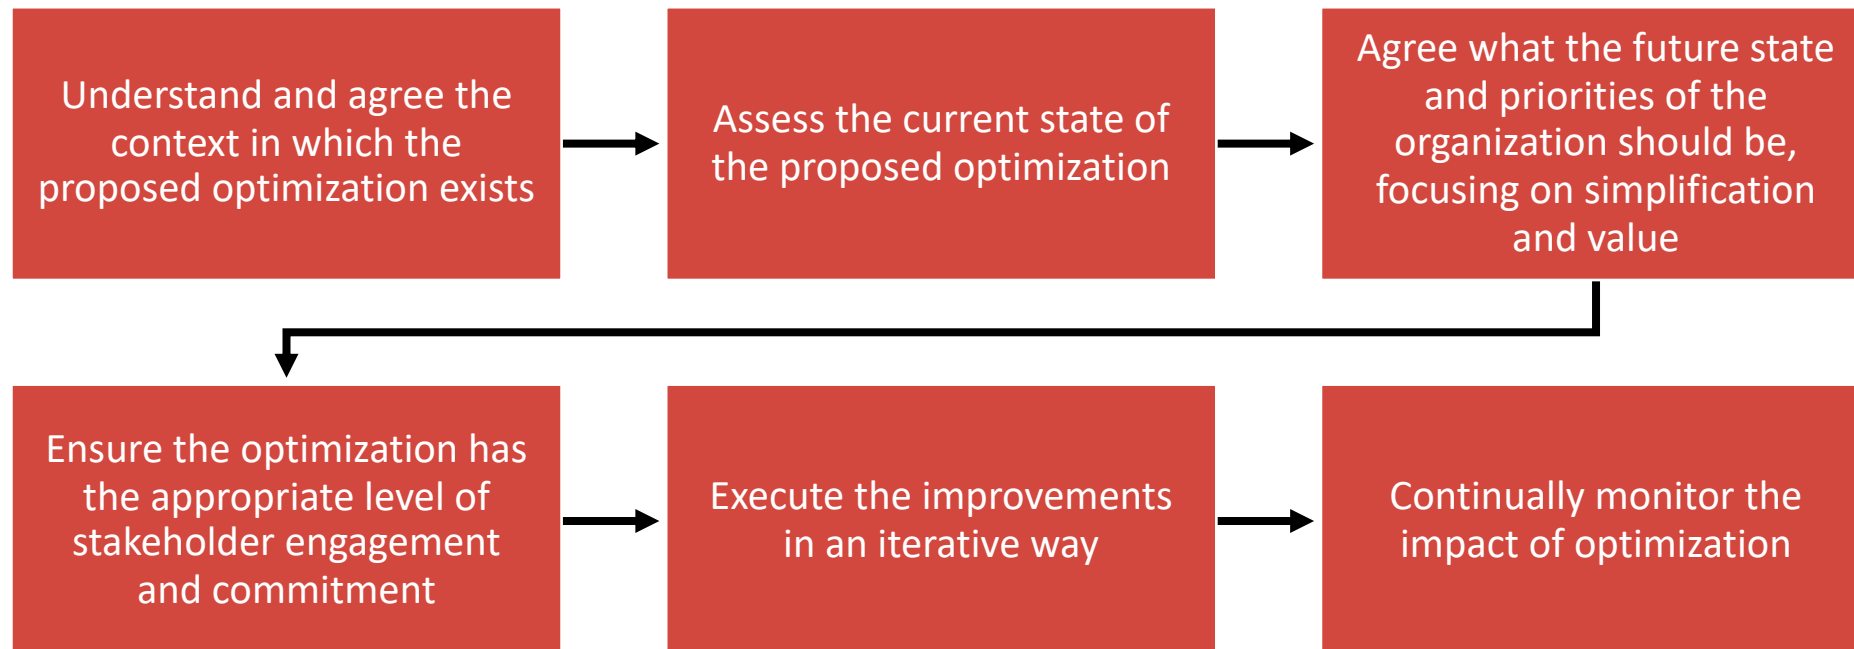 Understand and agree the
context in which the
proposed optimization exists
Assess the current state of
the proposed optimization
Agree what the future state
and priorities of the
organization should be,
focusing on simplification
and value
Ensure the optimization has
the appropriate level of
stakeholder engagement
and commitment
Execute the improvements
in an iterative way
Continually monitor the
impact of optimization